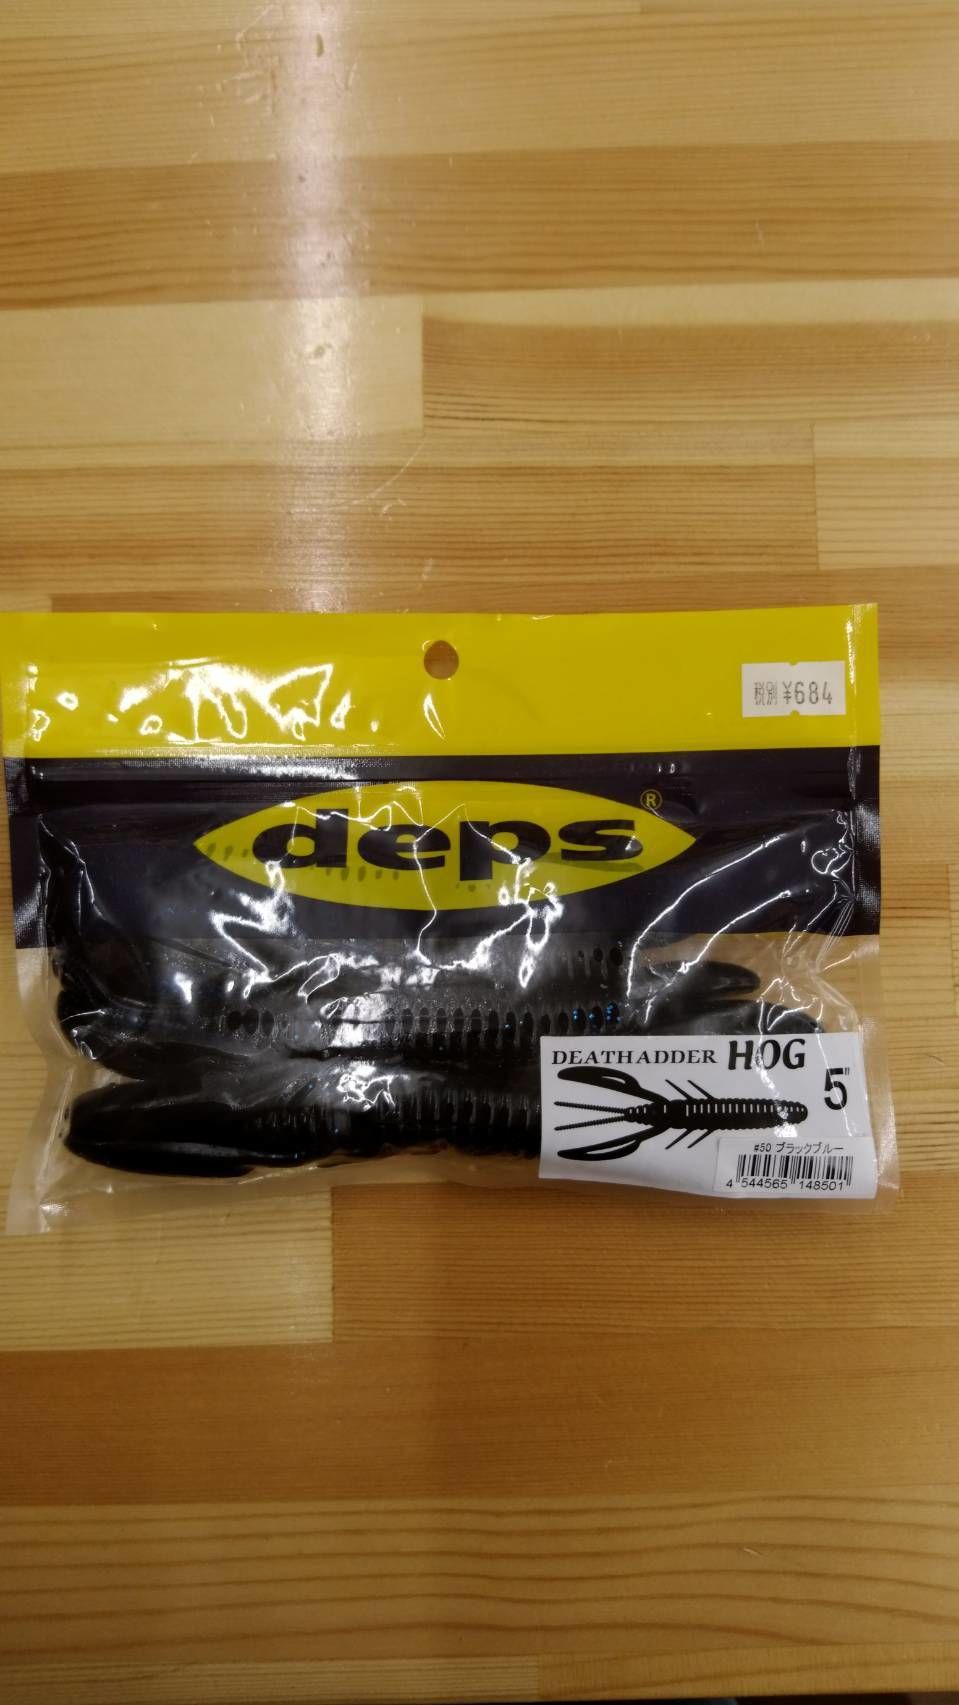 税別 ¥684
deps®
DEATHADDER HOG
5"
#50 ブラックブルー
4 544565 148501